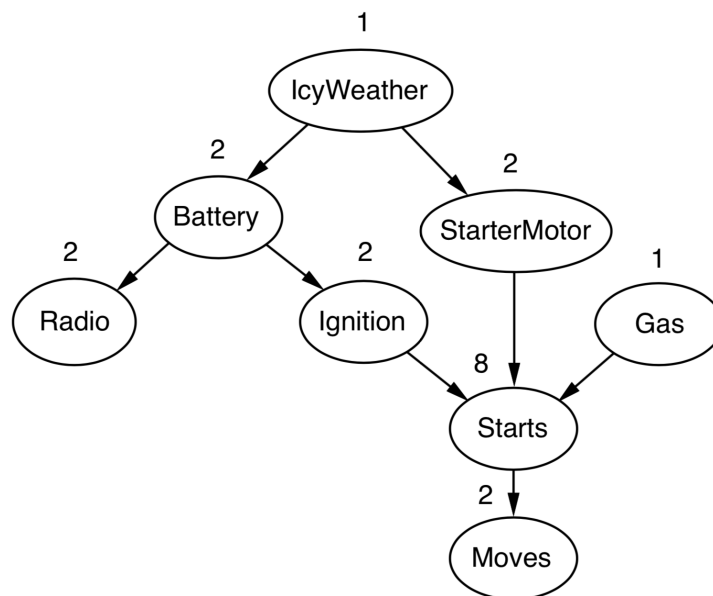 1
IcyWeather
2
2
Battery
StarterMotor
2
2
1
Radio
Ignition
Gas
8
Starts
2
Moves